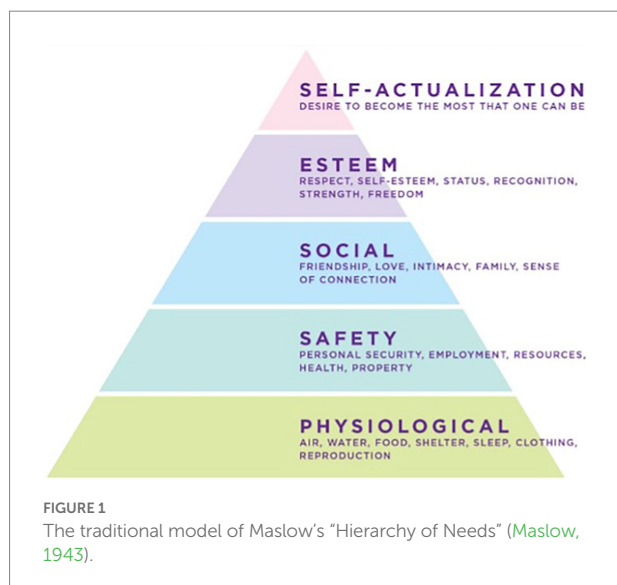 SELF-ACTUALIZATION
DESIRE TO BECOME THE MOST THAT ONE CAN BE
ESTEEM
RESPECT, SELF-ESTEEM, STATUS, RECOGNITION,
STRENGTH, FREEDOM
SOCIAL
FRIENDSHIP, LOVE, INTIMACY, FAMILY, SENSE
OF CONNECTION
SAFETY
PERSONAL SECURITY, EMPLOYMENT, RESOURCES,
HEALTH, PROPERTY
PHYSIOLOGICAL
AIR, WATER, FOOD, SHELTER, SLEEP, CLOTHING,
REPRODUCTION
FIGURE 1
The traditional model of Maslow's “Hierarchy of Needs” (Maslow,
1943).